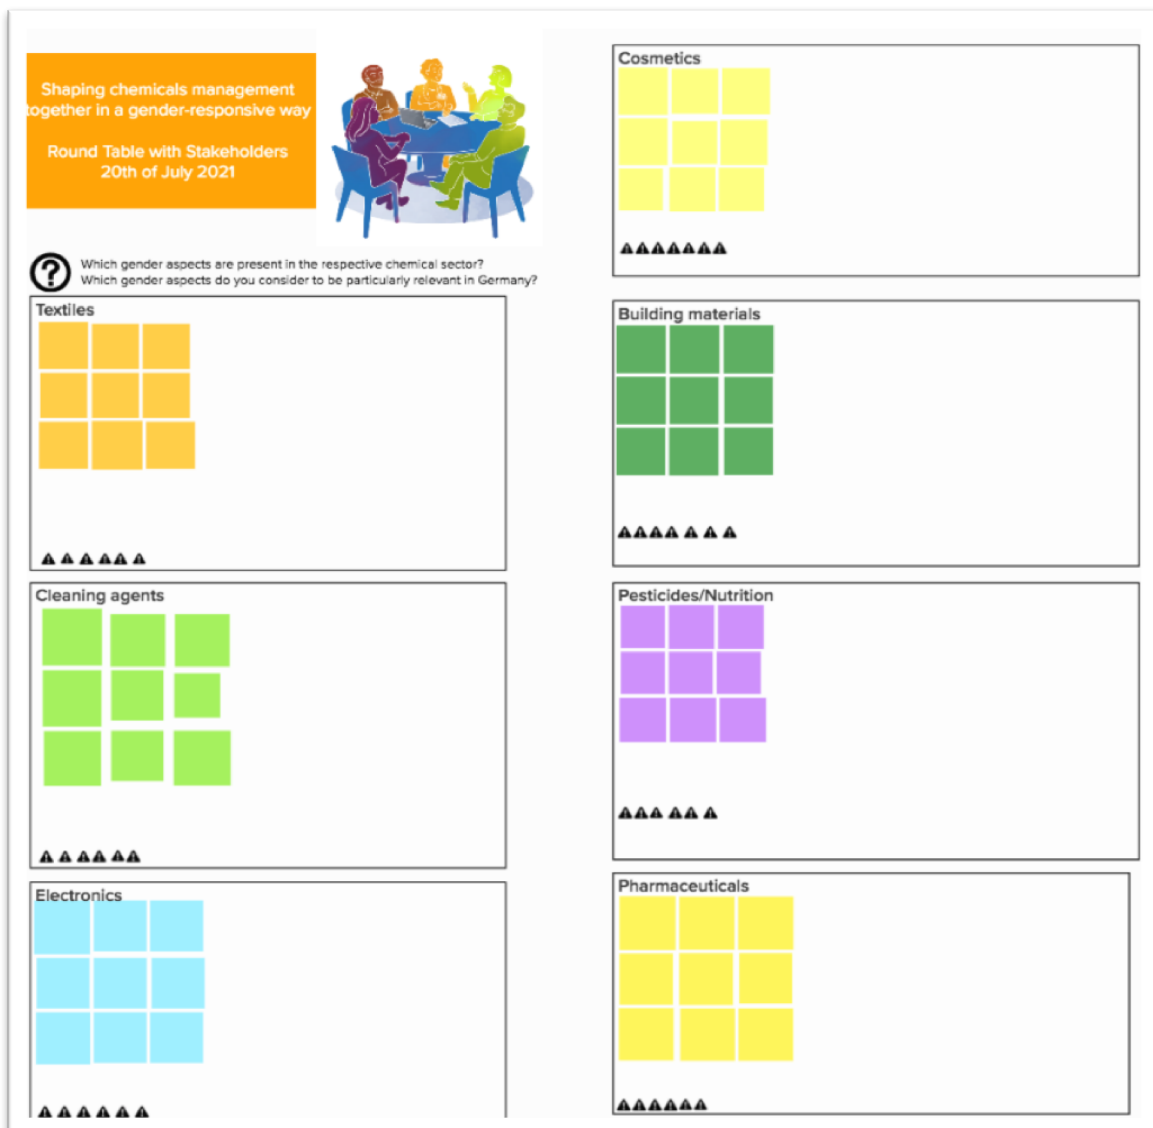 Shaping chemicals management
together in a gender-responsive way
Round Table with Stakeholders
20th of July 2021
?
Which gender aspects are present in the respective chemical sector?
Which gender aspects do you consider to be particularly relevant in Germany?
Textiles
Cleaning agents
Electronics
Cosmetics
Building materials
Pesticides/Nutrition
Pharmaceuticals